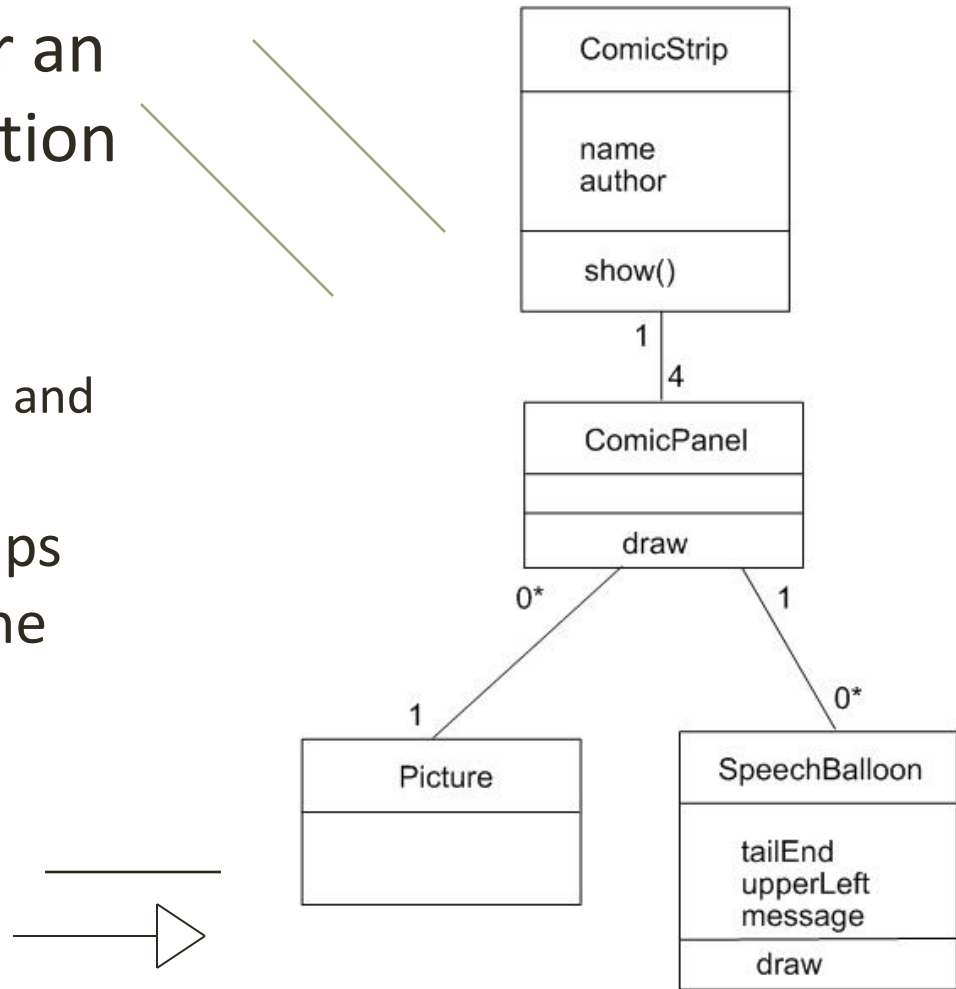 r an
tion
and
ps
ne
ComicStrip
name
author
show()
1
4
ComicPanel
draw
0*
1
1
0*
Picture
SpeechBalloon
tailEnd
upperLeft
message
draw